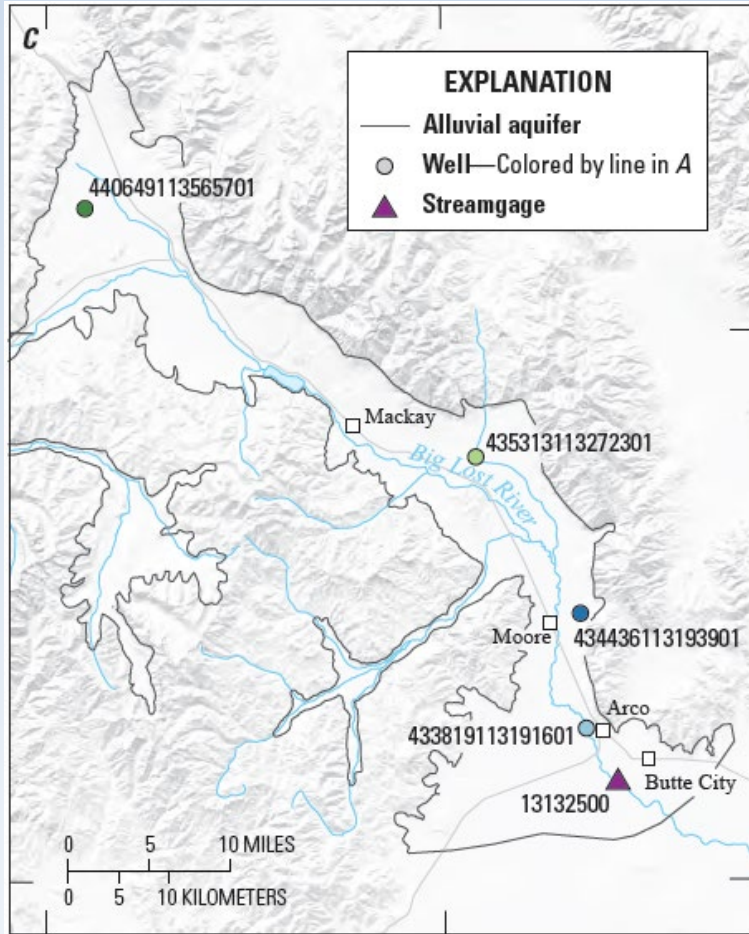 C
EXPLANATION
Alluvial aquifer
Well—Colored by line in A
Streamgage
440649113565701
Mackay
435313113272301
Big Lost River
Moore
434436113193901
Arco
433819113191601
Butte City
13132500
0 5 10 MILES
0 5 10 KILOMETERS